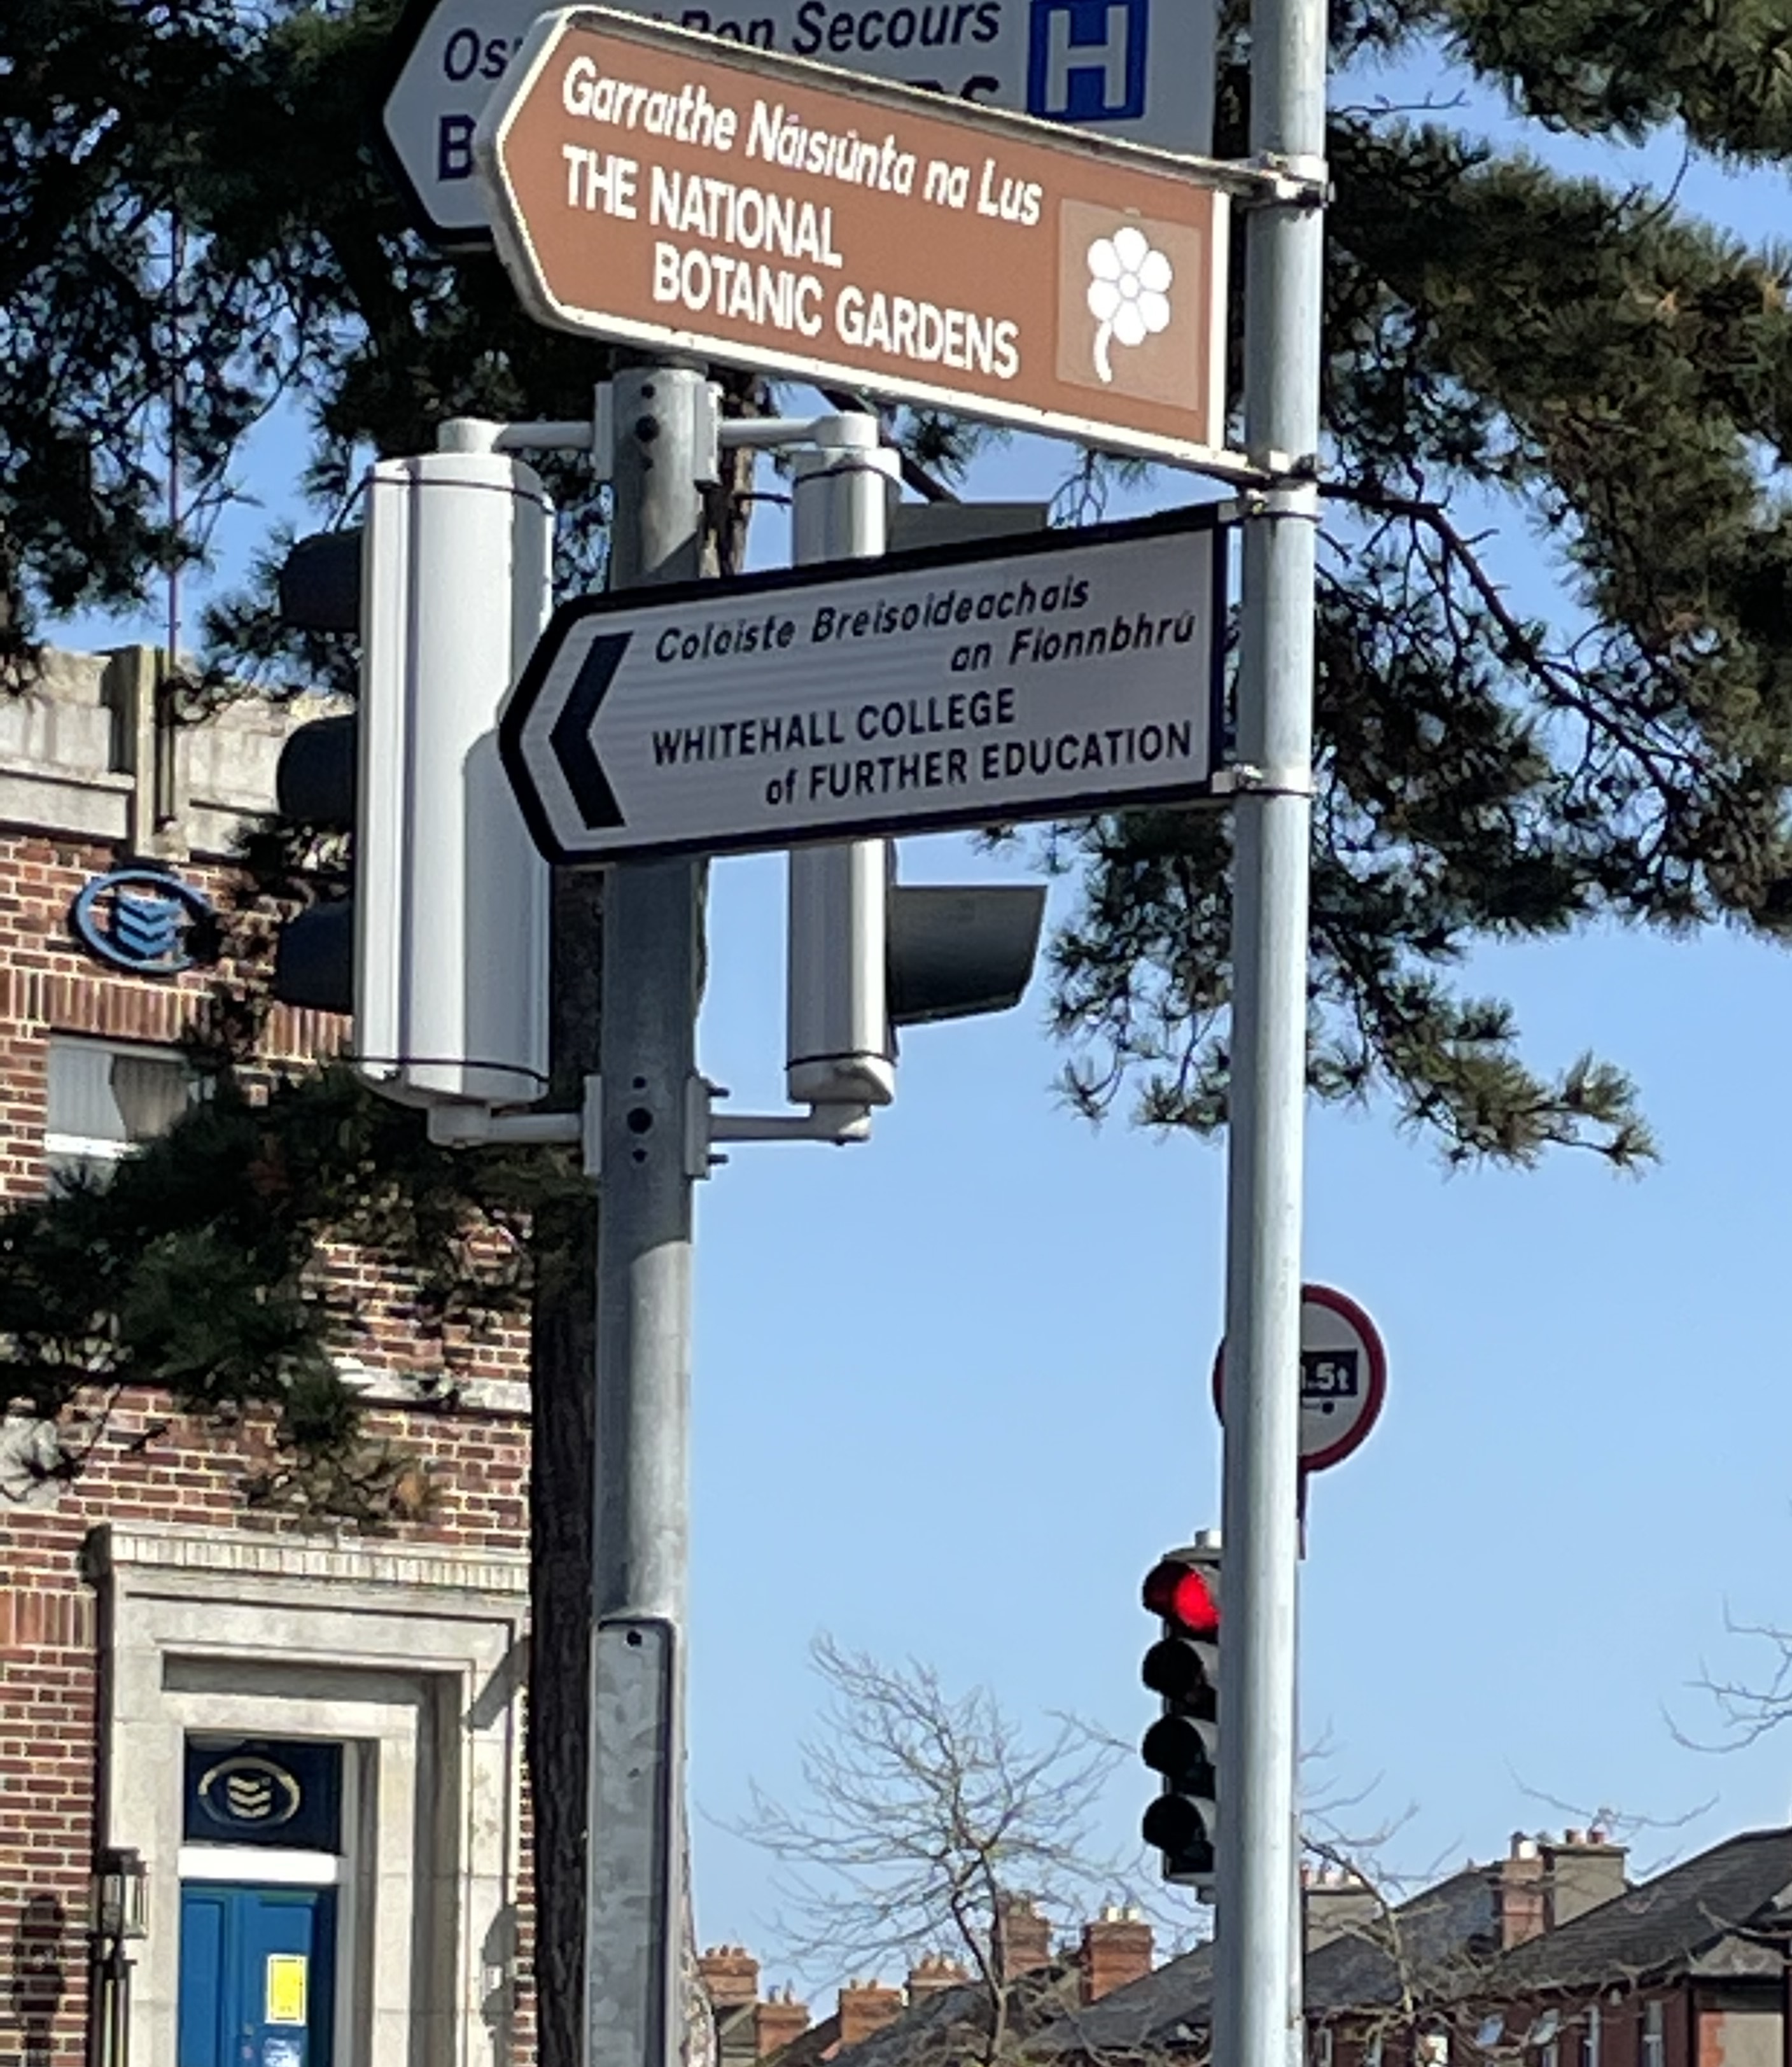 Bon Secours
H
Garraithe Náisiúnta na Lus
THE NATIONAL
BOTANIC GARDENS
Coláiste Breisoideachais
an Fionnbhrú
WHITEHALL COLLEGE
of FURTHER EDUCATION
.5t